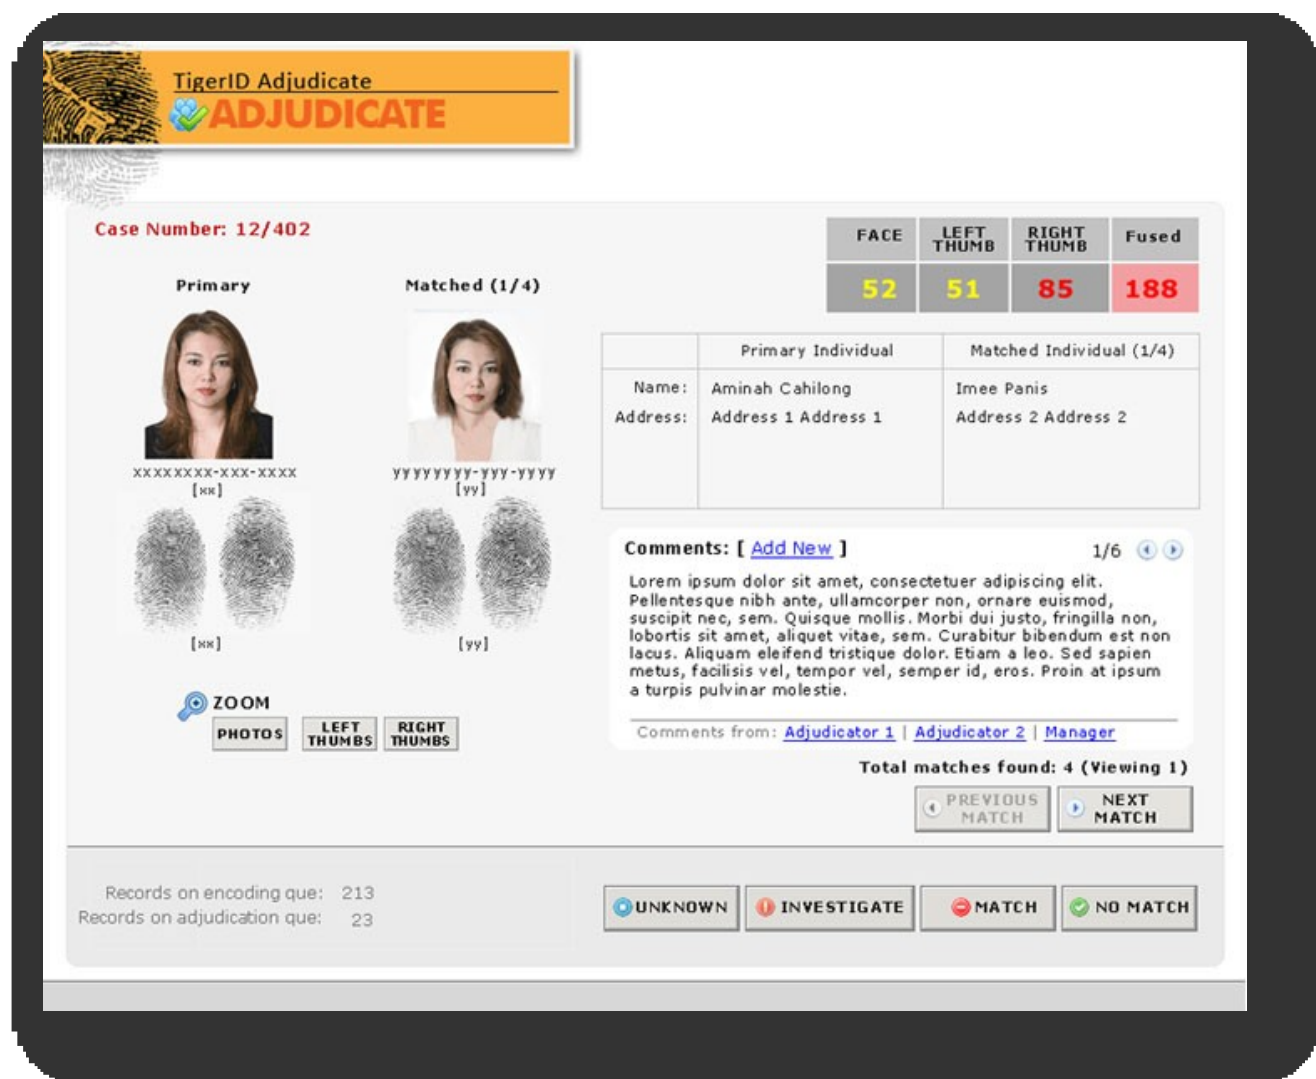 TigerID Adjudicate
ADJUDICATE
Case Number: 12/402
FACE LEFT THUMB RIGHT THUMB Fused
52 51 85 188
Primary Matched (1/4)
xxxxxxxx-xxx-xxxx yyyyyyyy-yyy-yyyy
[xx] [yy]
[xx] [yy]
ZOOM
PHOTOS LEFT THUMBS RIGHT THUMBS
Primary Individual Matched Individual (1/4)
Name: Aminah Cahilong Imee Panis
Address: Address 1 Address 1 Address 2 Address 2
Comments: [ Add New ] 1/6
Lorem ipsum dolor sit amet, consectetuer adipiscing elit.
Pellentesque nibh ante, ullamcorper non, ornare euismod,
suscipit nec, sem. Quisque mollis. Morbi dui justo, fringilla non,
lobortis sit amet, aliquet vitae, sem. Curabitur bibendum est non
lacus. Aliquam eleifend tristique dolor. Etiam a leo. Sed sapien
metus, facilisis vel, tempor vel, semper id, eros. Proin at ipsum
a turpis pulvinar molestie.
Comments from: Adjudicator 1 | Adjudicator 2 | Manager
Total matches found: 4 (Viewing 1)
PREVIOUS MATCH NEXT MATCH
Records on encoding que: 213
Records on adjudication que: 23
UNKNOWN INVESTIGATE MATCH NO MATCH